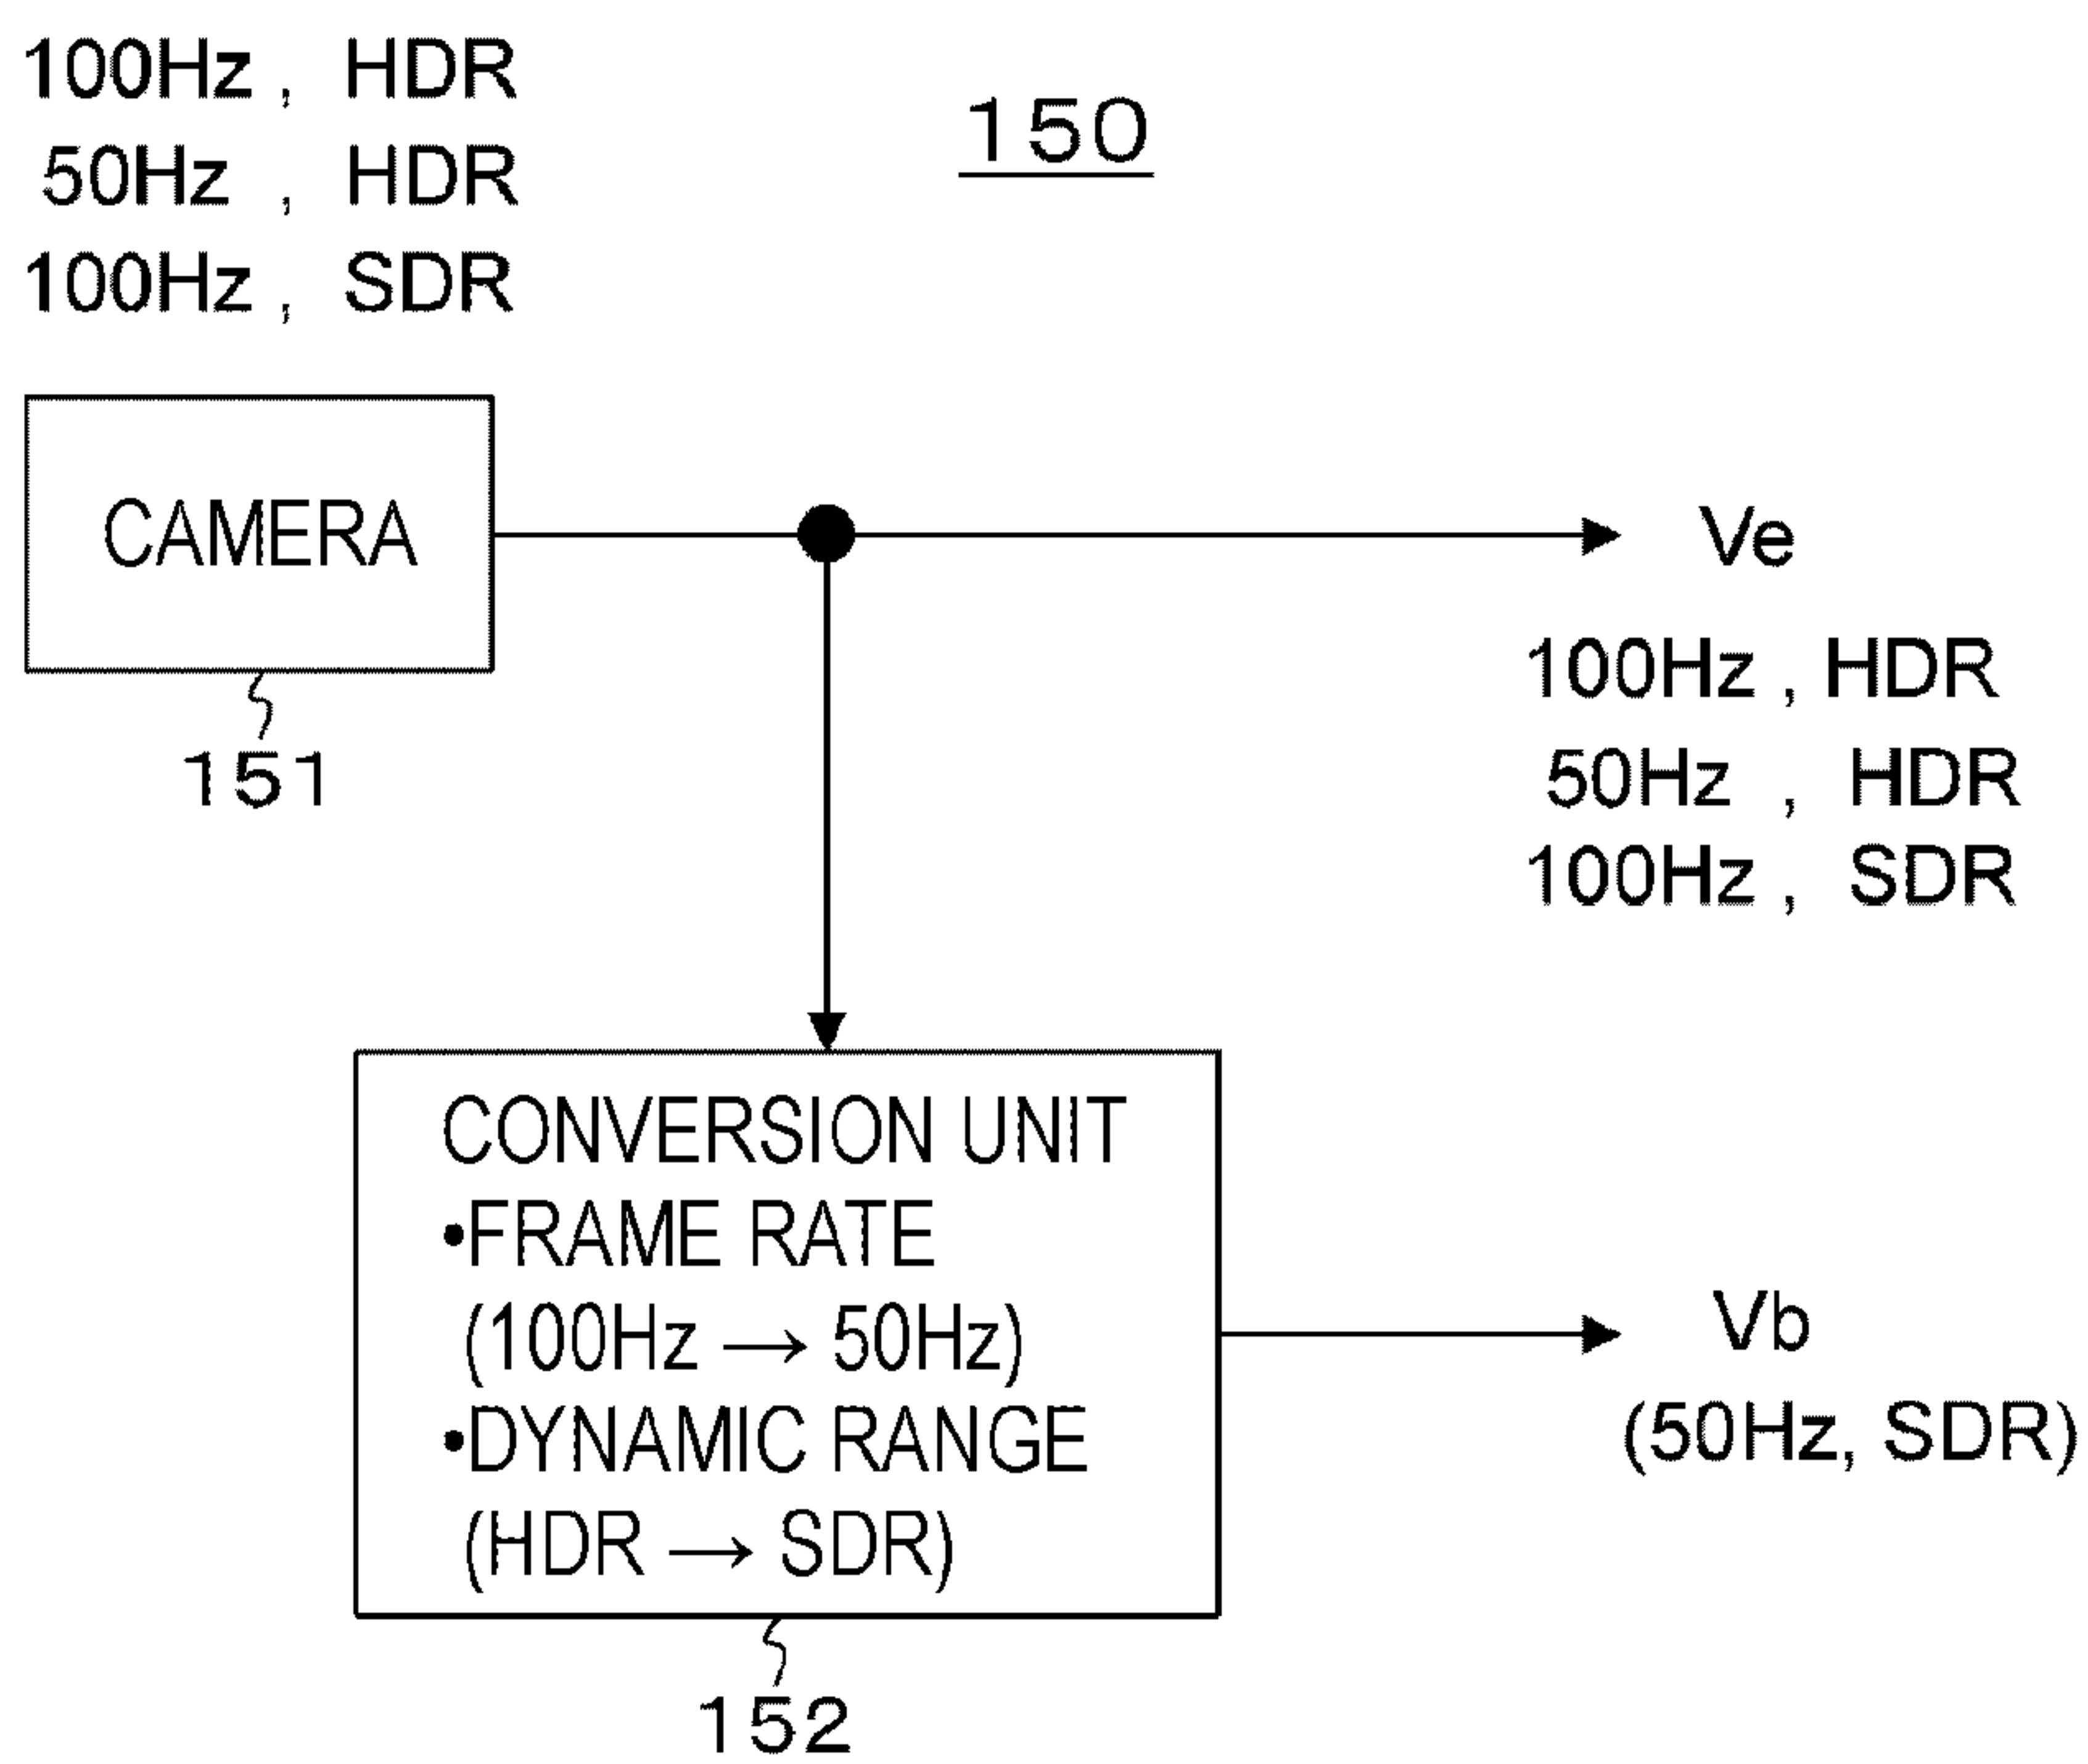 100Hz, HDR
50Hz, HDR
100Hz, SDR
150
CAMERA
151
Ve
100Hz, HDR
50Hz, HDR
100Hz, SDR
CONVERSION UNIT
•FRAME RATE
(100Hz → 50Hz)
•DYNAMIC RANGE
(HDR → SDR)
152
Vb
(50Hz, SDR)